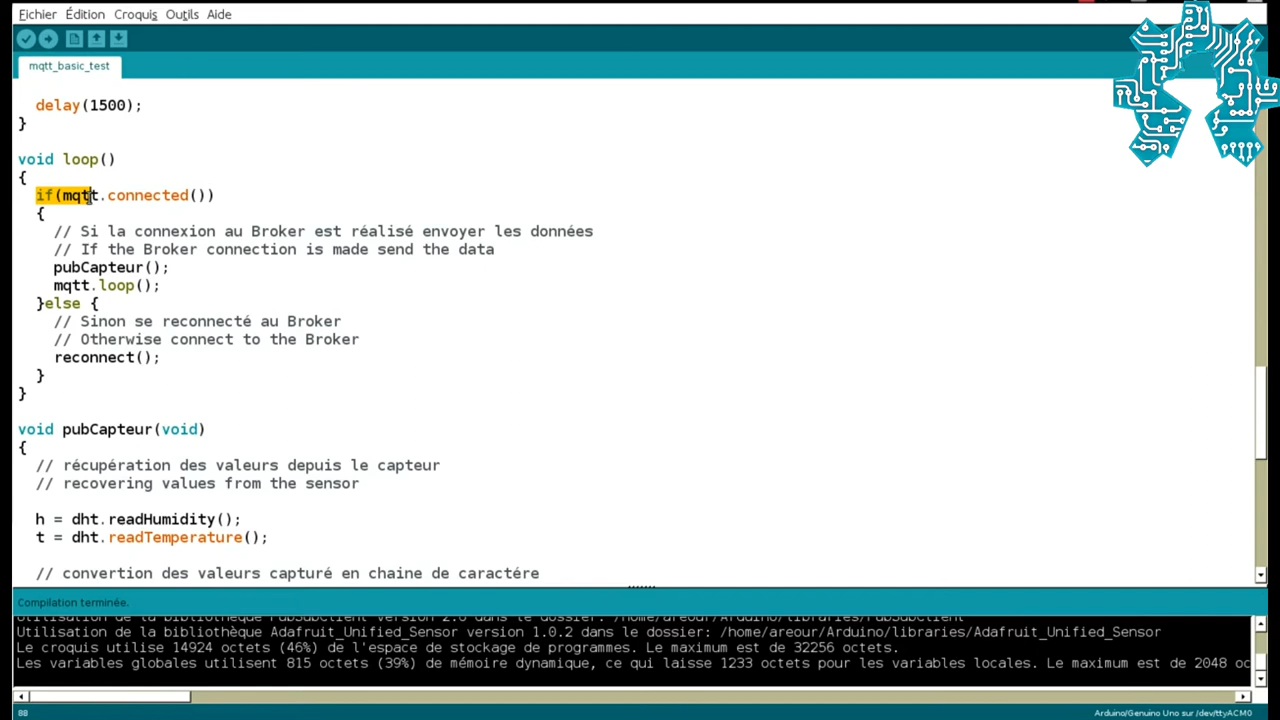 Fichier Édition Croquis Outils Aide
mqtt_basic_test
delay(1500);
}
void loop()
{
if(mqtt.connected())
{
// Si la connexion au Broker est réalisé envoyer les données
// If the Broker connection is made send the data
pubCapteur();
mqtt.loop();
}else {
// Sinon se reconnecté au Broker
// Otherwise connect to the Broker
reconnect();
}
}
void pubCapteur(void)
{
// récupération des valeurs depuis le capteur
// recovering values from the sensor
h = dht.readHumidity();
t = dht.readTemperature();
// convertion des valeurs capturé en chaine de caractére
Compilation terminée.
Utilisation de la bibliothèque PubSubClient version 2.6 dans le dossier: /home/areour/Arduino/libraries/PubSubClient
Utilisation de la bibliothèque Adafruit_Unified_Sensor version 1.0.2 dans le dossier: /home/areour/Arduino/libraries/Adafruit_Unified_Sensor
Le croquis utilise 14924 octets (46%) de l'espace de stockage de programmes. Le maximum est de 32256 octets.
Les variables globales utilisent 815 octets (39%) de mémoire dynamique, ce qui laisse 1233 octets pour les variables locales. Le maximum est de 2048 oc
88
Arduino/Genuino Uno sur /dev/ttyACM0